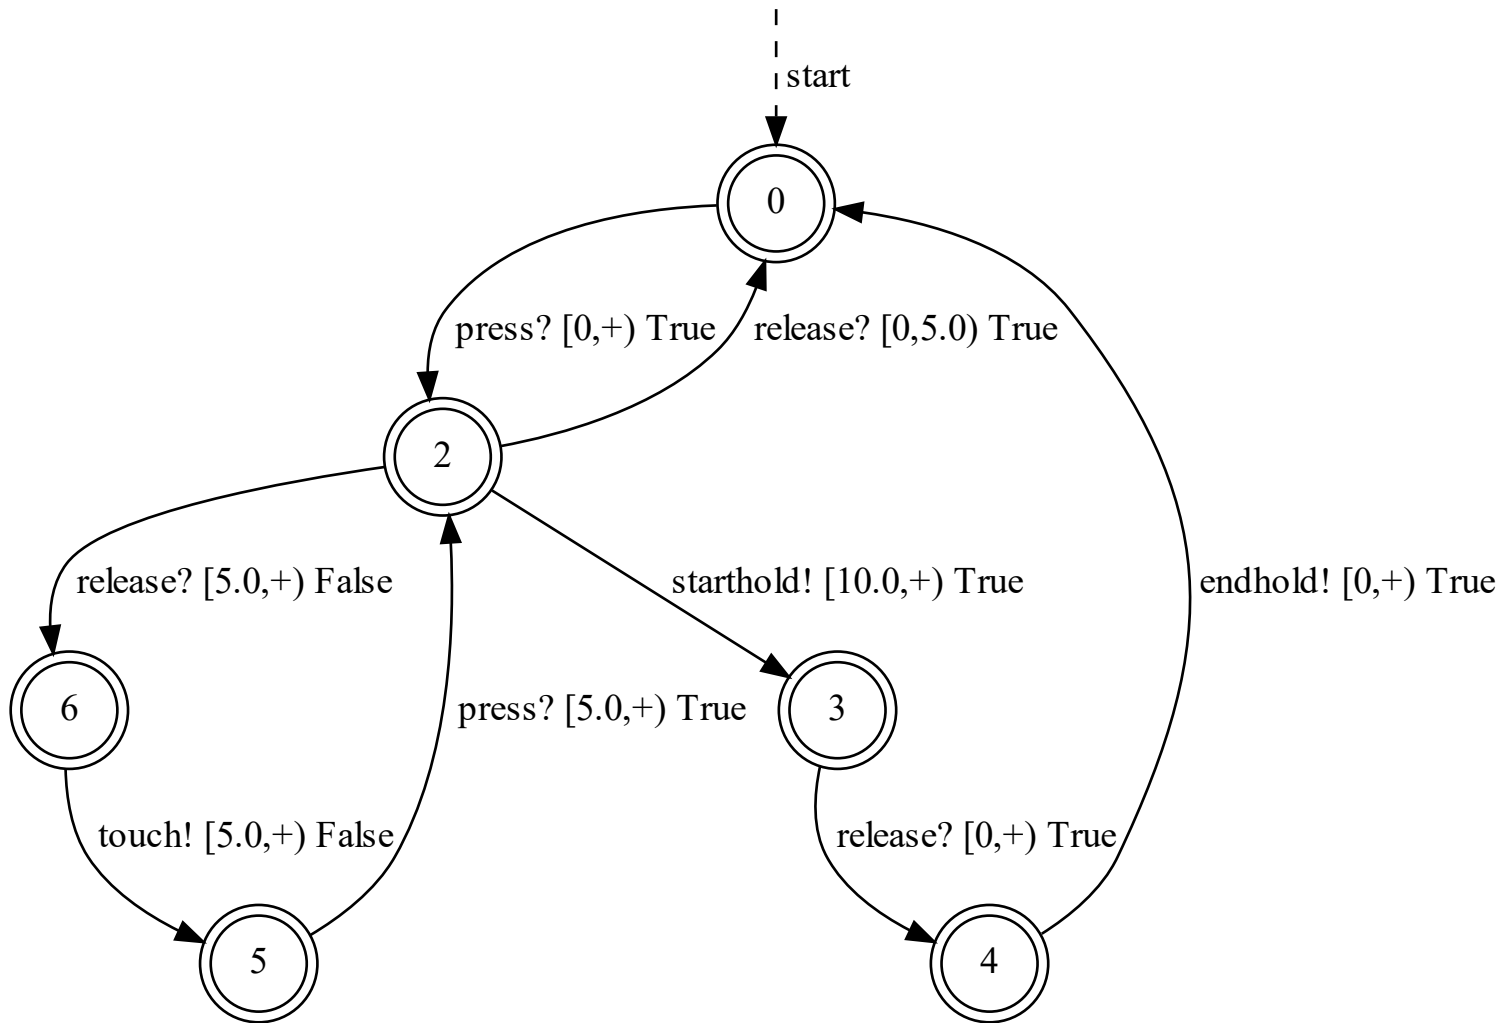 start
0
press? [0,+) True
release? [0,5.0) True
2
release? [5.0,+) False
starthold! [10.0,+) True
endhold! [0,+) True
6
press? [5.0,+) True
3
touch! [5.0,+) False
release? [0,+) True
5
4